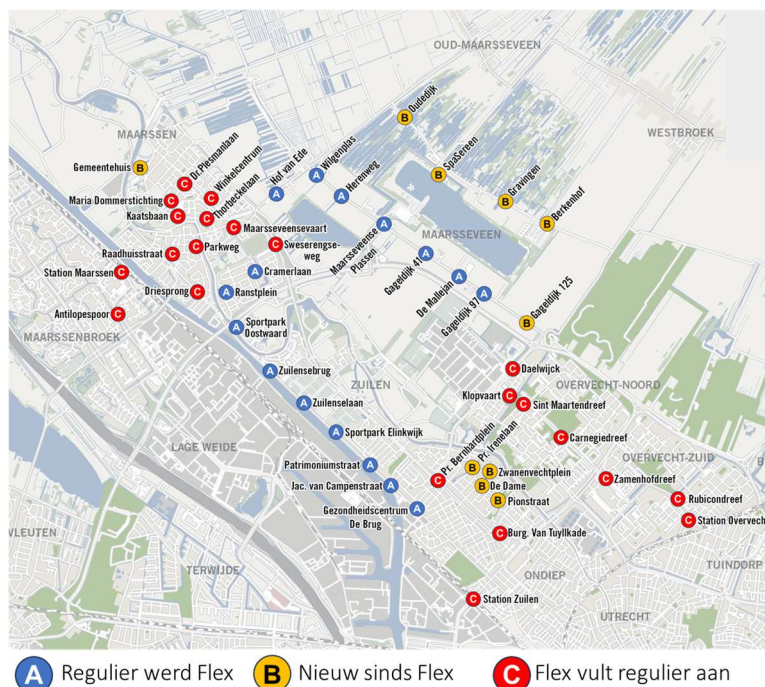 OUD-MAARSSEVEEN
Oudedijk
B
MAARSSEN
WESTBROEK
Dr.Plesmanlaan
Winkelcentrum
Hof van Ede
Wilgenplas
Herenweg
SpaSereen
Gravingen
Berkenhof
Gemeentehuis B
B
B
B
A
A
A
C
C
Maria Dommerstichting C
Kaatsbaan C
C Thorbeckelaan
C Maarsseveensevaart
A
Maarsseveense
Plassen
MAARSSEVEEN
C Sweserengse-
weg
Raadhuisstraat C
C Parkweg
Gageldijk 41 A
Station Maarssen C
A Cramerlaan
De Mallejan A
Driesprong C
A Ranstplein
Gageldijk 97 A
Gageldijk 125
B
Antilopespoor C
A Sportpark
Oostwaard
MAARSSENBROEK
A Zuilensebrug
ZUILEN
C Daelwijck
OVERVECHT-NOORD
Klopvaart C
C Sint Maartendreef
A Zuilenselaan
A Sportpark Elinkwijk
C Carnegiedreef
LAGE WEIDE
OVERVECHT-ZUID
Pr. Bernhardplein
C
Pr. Irenelaan
B
Patrimoniumstraat A
B Zwanenvechtplein
Zamenhofdreef
C
Jac. van Campenstraat A
B De Dame
B Pionstraat
Rubicondreef
C
Gezondheidscentrum
De Brug
A
C Station Overvech
C Burg. Van Tuyllkade
WLEUTEN
TERWIJDE
ONDIEP
TUINDORP
C Station Zuilen
UTRECHT
A Regulier werd Flex B Nieuw sinds Flex C Flex vult regulier aan